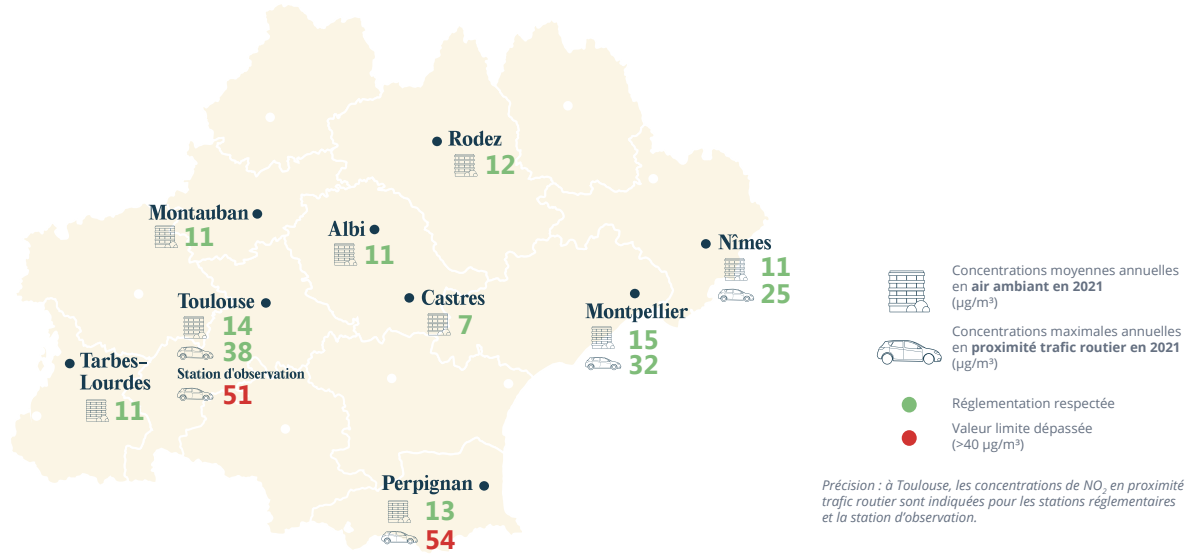 Rodez
12
Montauban
11
Albi
11
Nîmes
11
25
Toulouse
14
38
Station d'observation
51
Castres
7
Montpellier
15
32
Tarbes–
Lourdes
11
Perpignan
13
54
Concentrations moyennes annuelles
en air ambiant en 2021
(µg/m³)
Concentrations maximales annuelles
en proximité trafic routier en 2021
(µg/m³)
Réglementation respectée
Valeur limite dépassée
(>40 µg/m³)
Précision : à Toulouse, les concentrations de NO₂ en proximité
trafic routier sont indiquées pour les stations réglementaires
et la station d'observation.